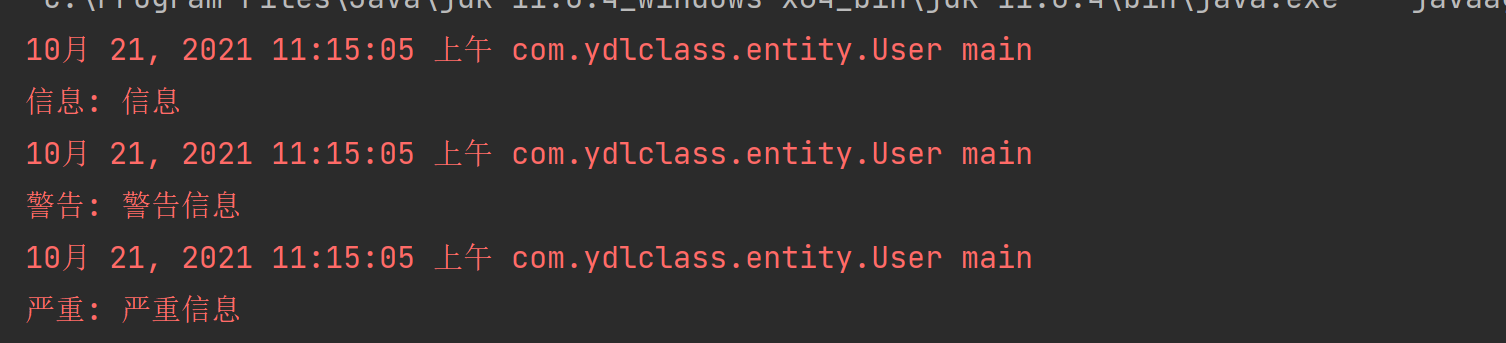 10月 21, 2021 11:15:05 上午 com.ydlclass.entity.User main
信息: 信息
10月 21, 2021 11:15:05 上午 com.ydlclass.entity.User main
警告: 警告信息
10月 21, 2021 11:15:05 上午 com.ydlclass.entity.User main
严重: 严重信息